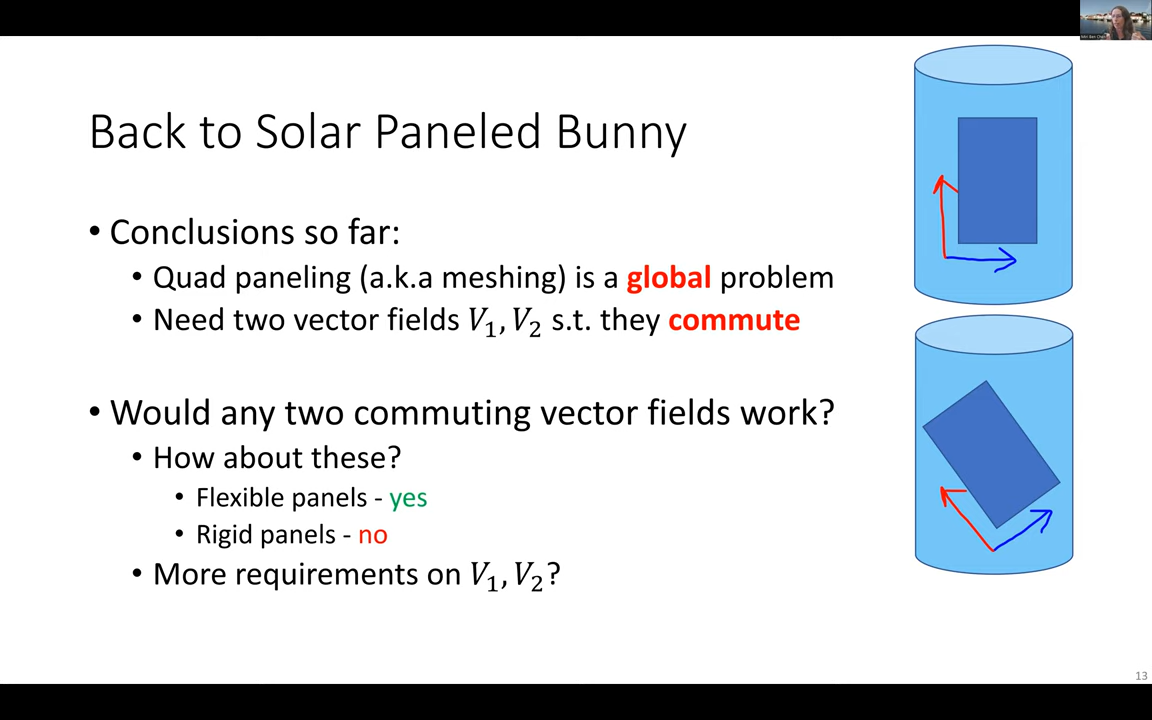 Back to Solar Paneled Bunny
• Conclusions so far:
• Quad paneling (a.k.a meshing) is a global problem
• Need two vector fields V₁, V₂ s.t. they commute
• Would any two commuting vector fields work?
• How about these?
• Flexible panels - yes
• Rigid panels - no
• More requirements on V₁, V₂?
13